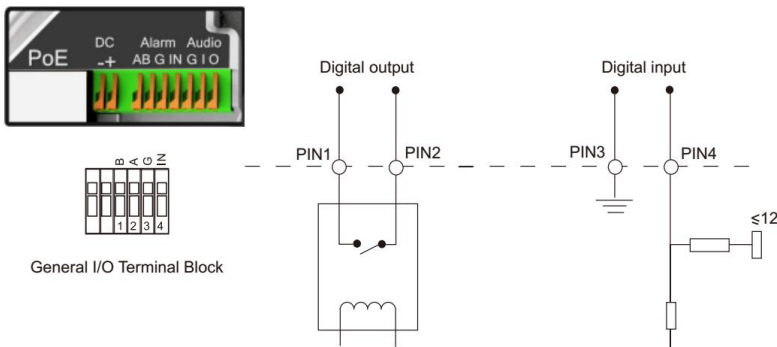 PoE
DC
Alarm
Audio
-+
AB G IN G I O
B A G IN
1 2 3 4
General I/O Terminal Block
Digital output
PIN1
PIN2
Digital input
PIN3
PIN4
≤12